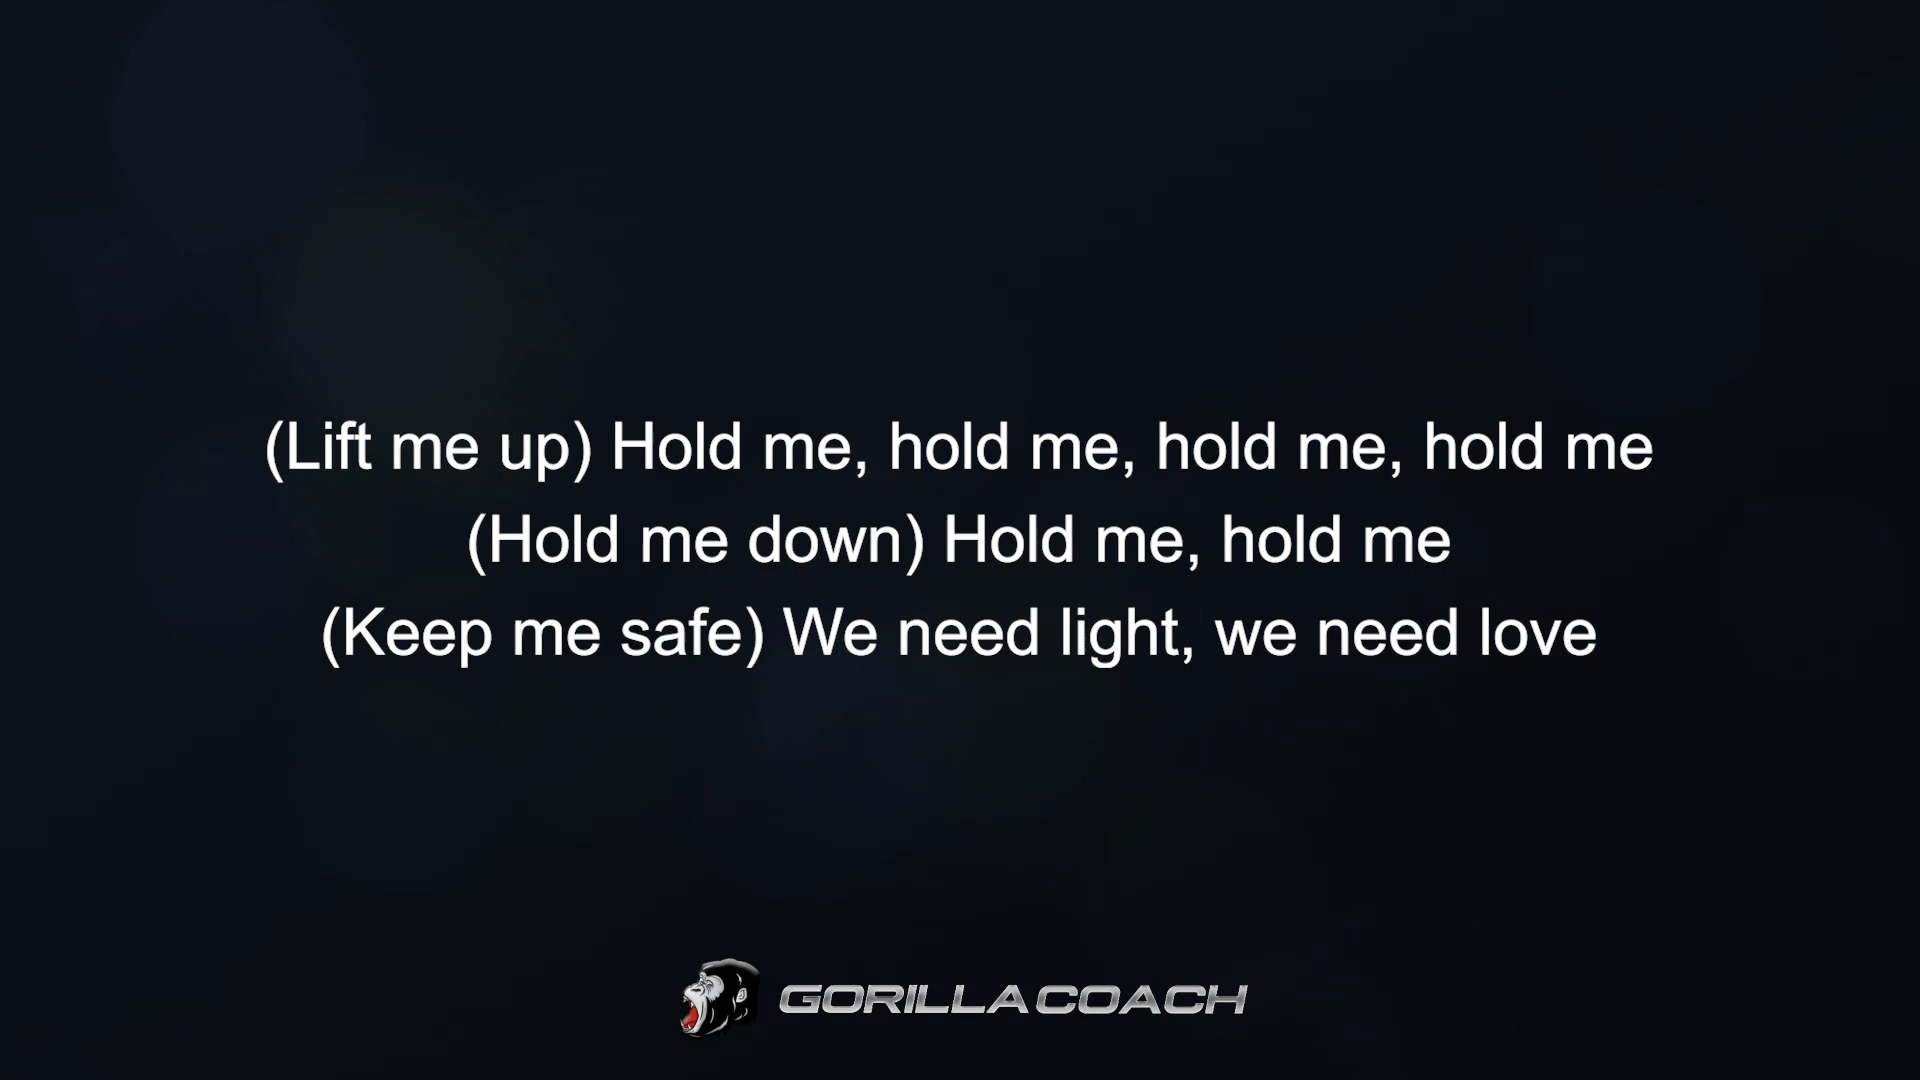 (Lift me up) Hold me, hold me, hold me, hold me
(Hold me down) Hold me, hold me
(Keep me safe) We need light, we need love
GORILLA COACH